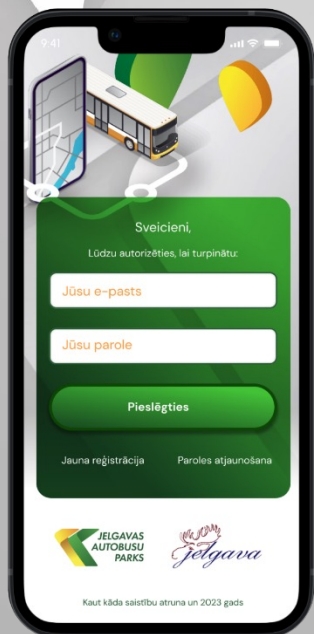 9:41
Sveicieni,
Lūdzu autorizēties, lai turpinātu:
Jūsu e-pasts
Jūsu parole
Pieslēgties
Jauna reģistrācija
Paroles atjaunošana
JELGAVAS
AUTOBUSU
PARKS
jelgava
Kaut kāda saistību atruna un 2023 gads